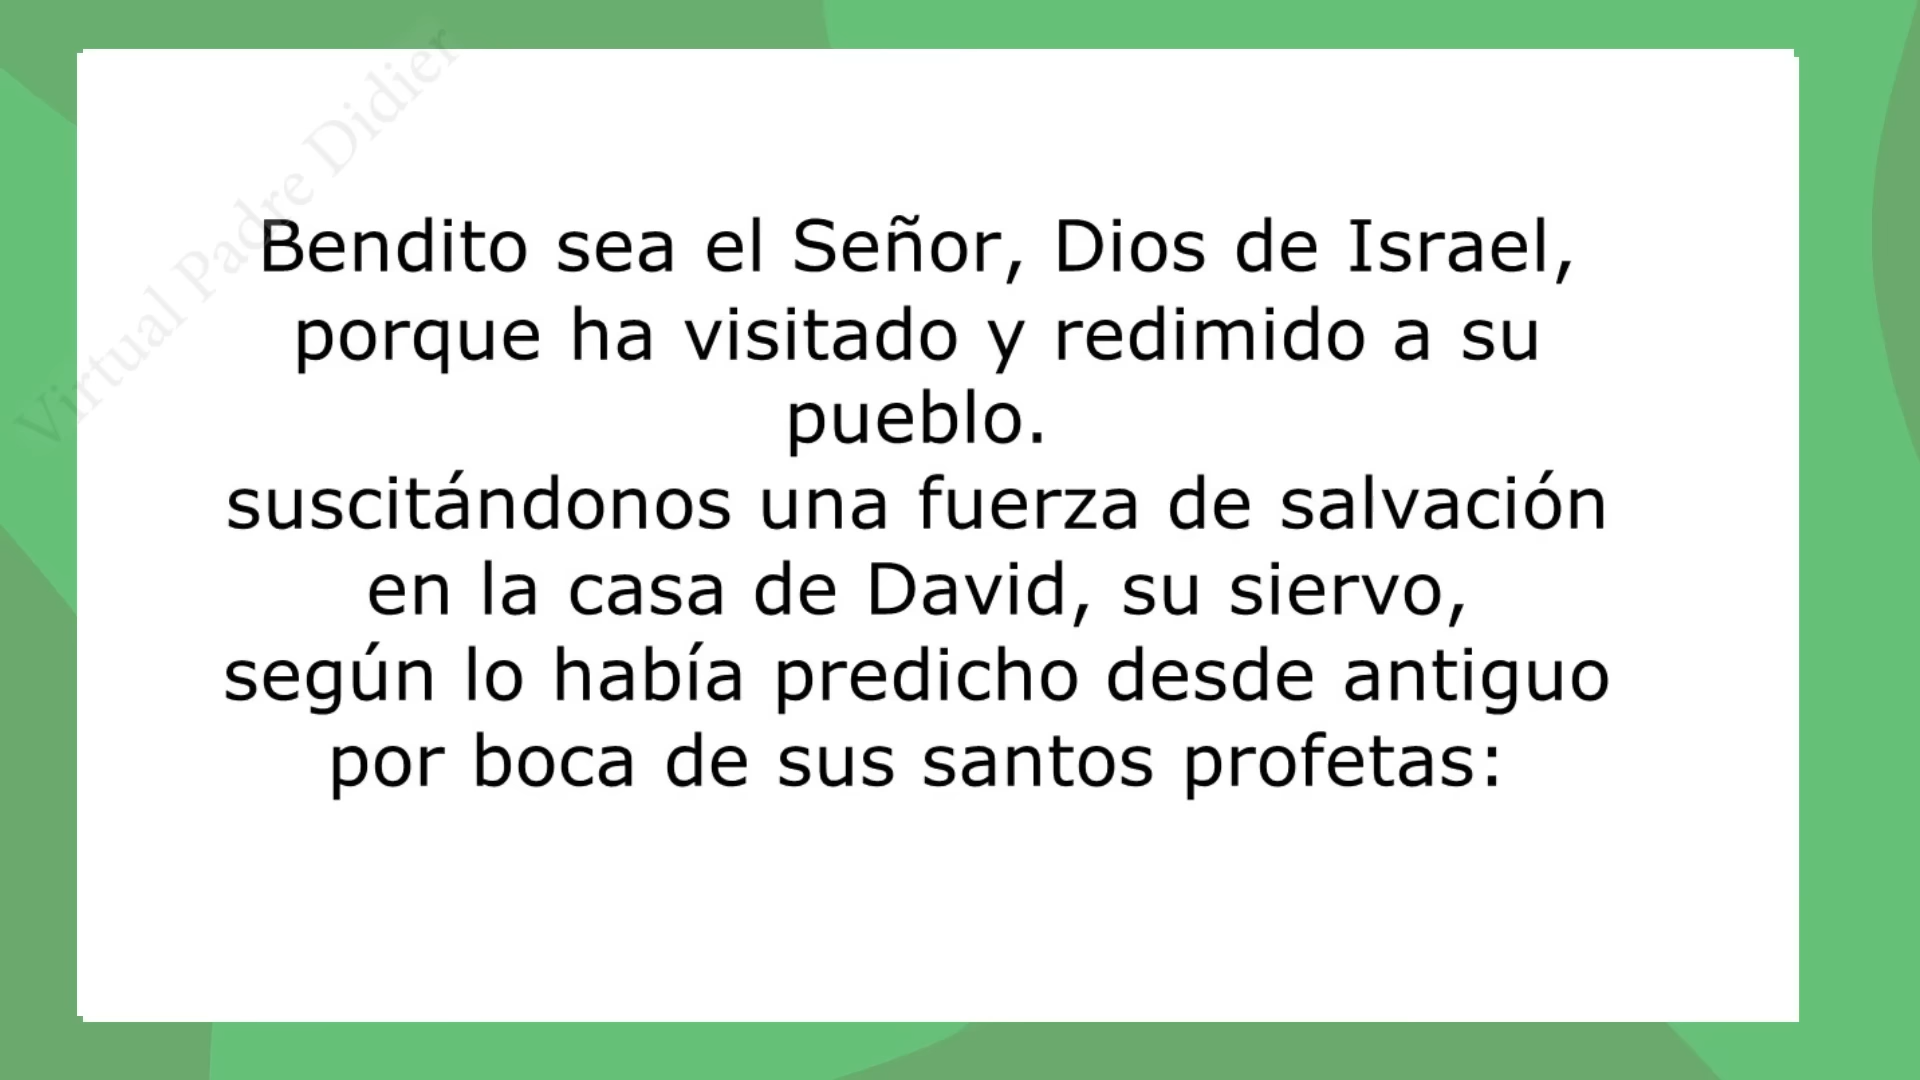 Virtual Padre Didier
Bendito sea el Señor, Dios de Israel,
porque ha visitado y redimido a su
pueblo.
suscitándonos una fuerza de salvación
en la casa de David, su siervo,
según lo había predicho desde antiguo
por boca de sus santos profetas: